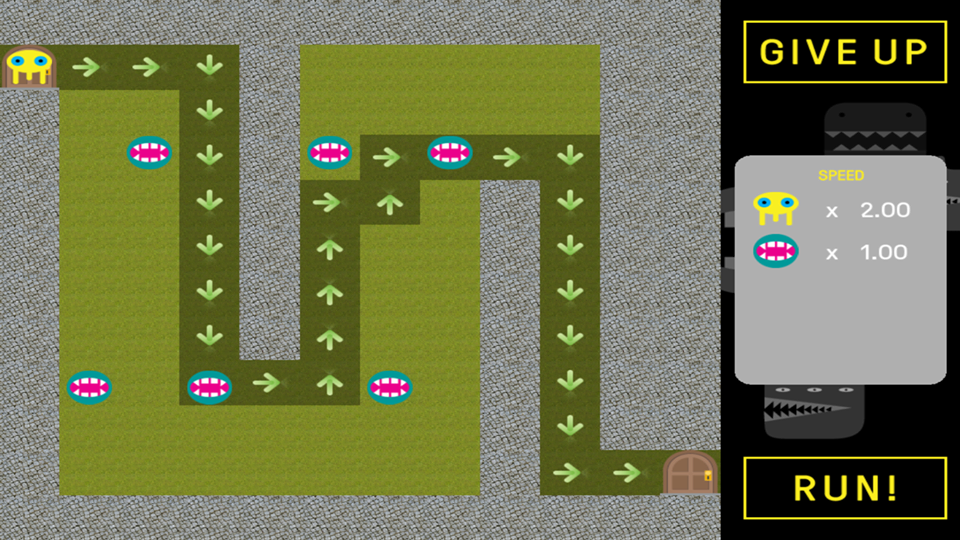 GIVE UP
SPEED
x 2.00
x 1.00
RUN!